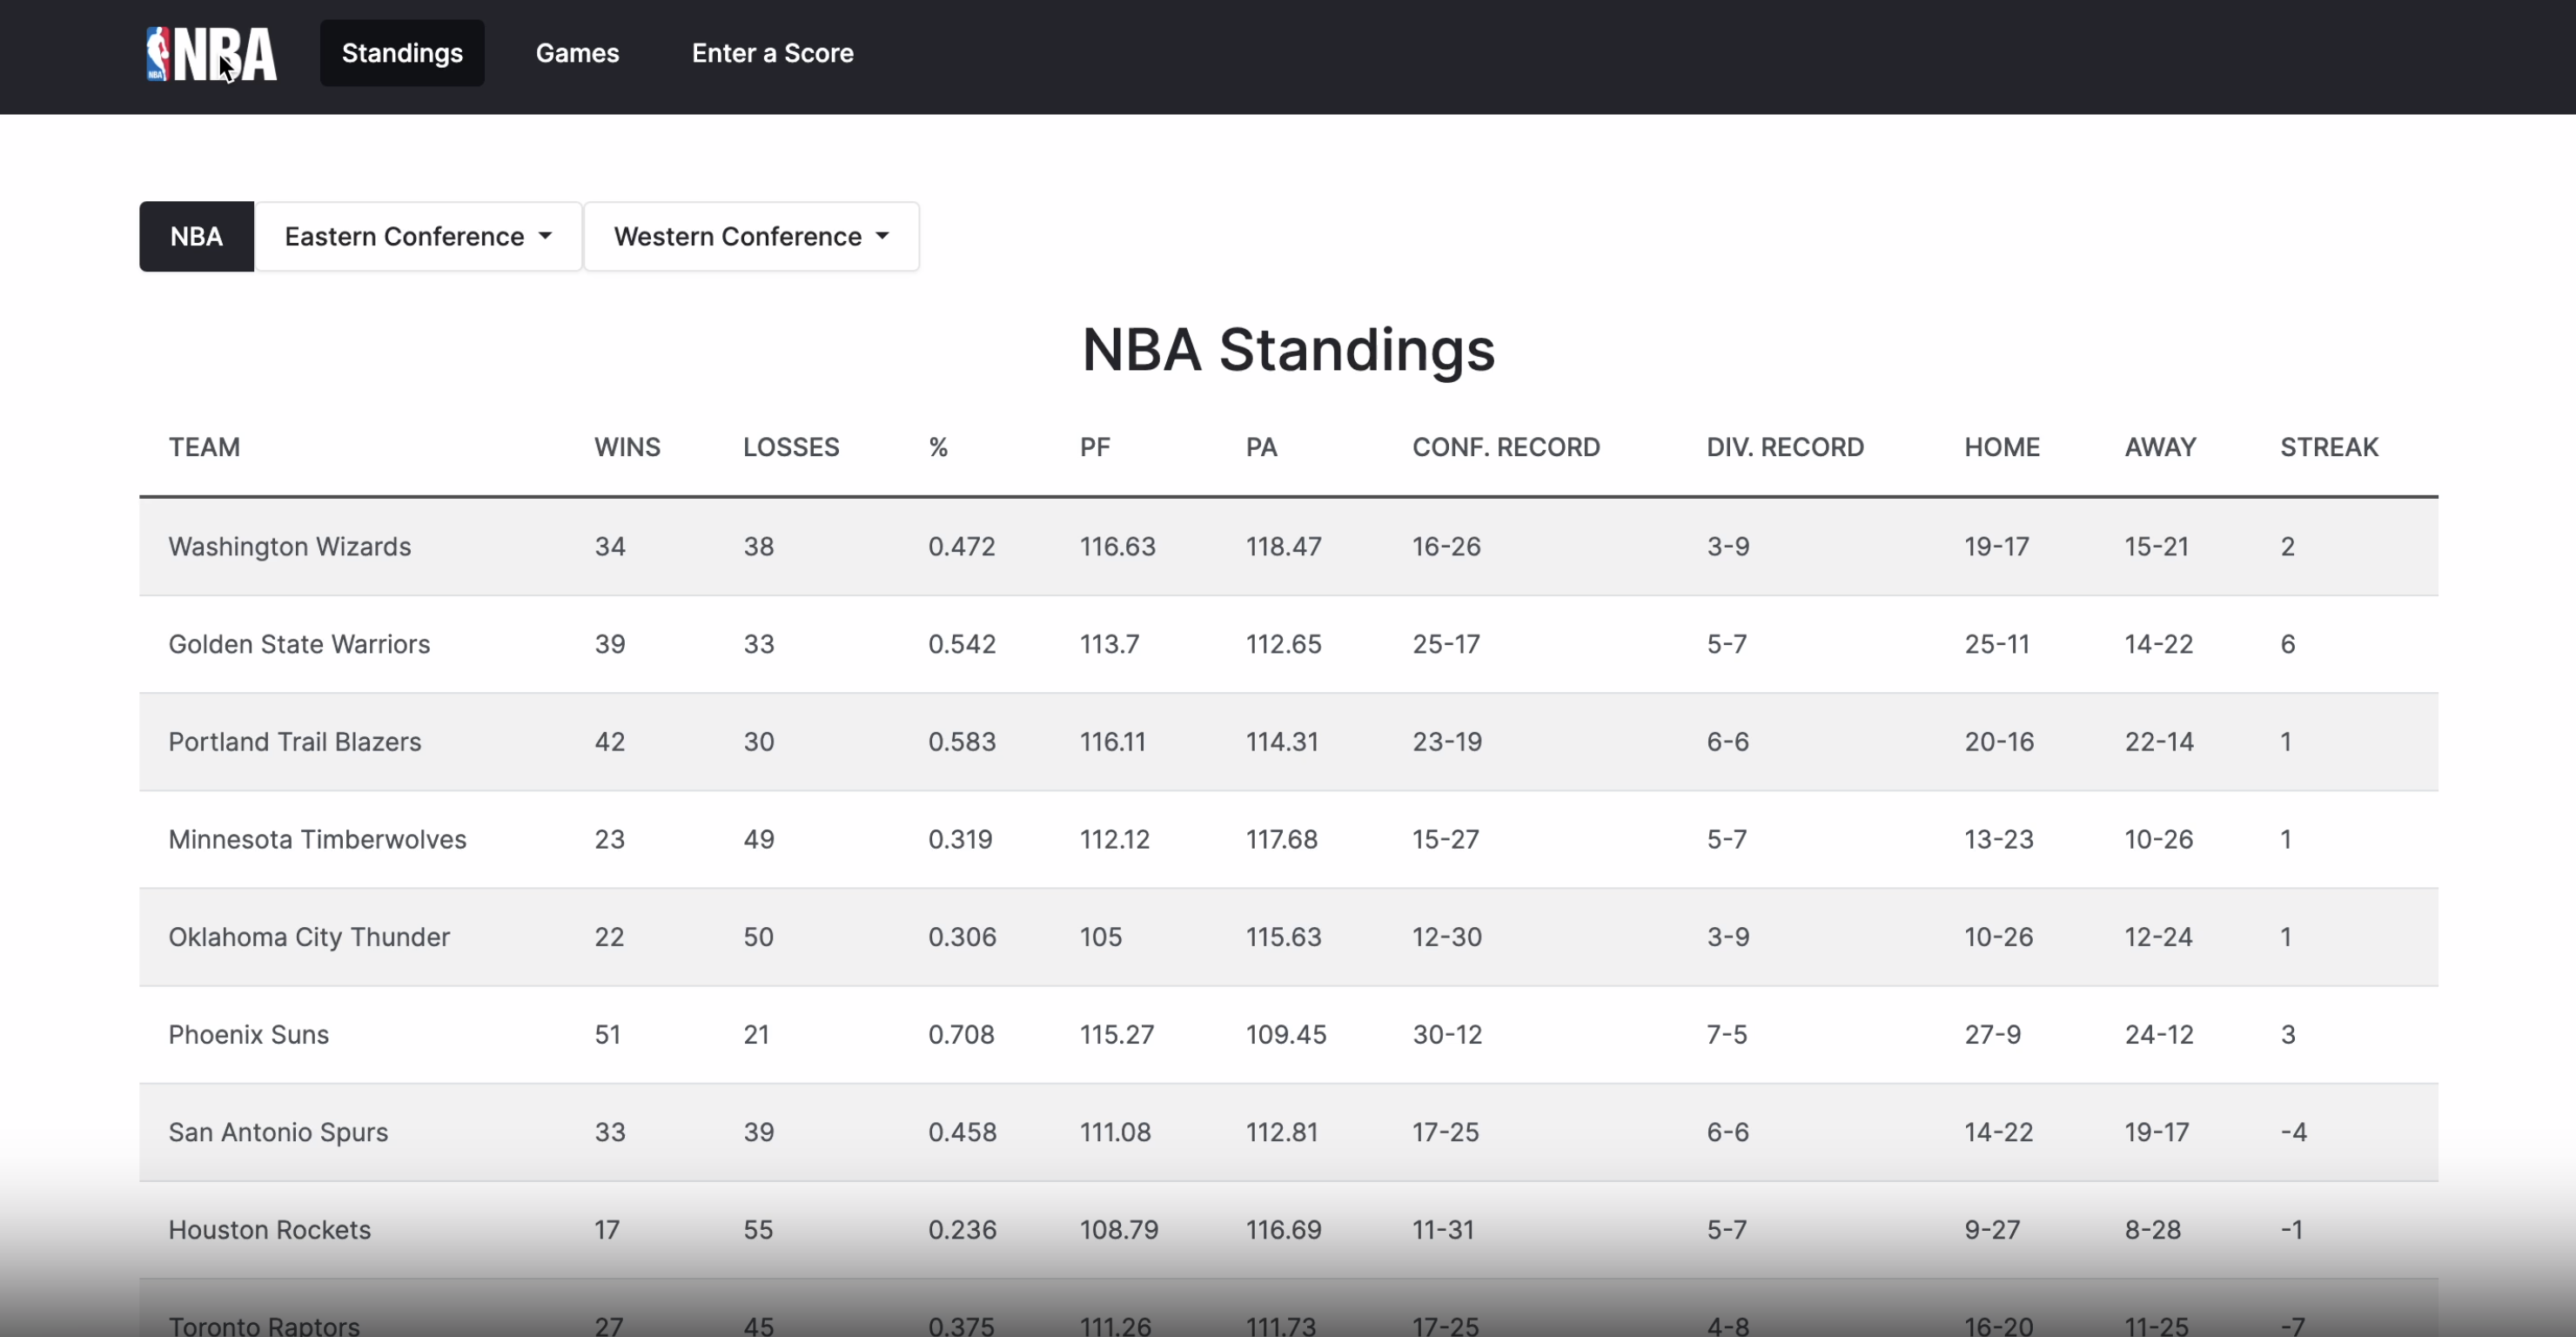 NBA NBA Standings Games Enter a Score
NBA Eastern Conference Western Conference
NBA Standings
TEAM WINS LOSSES % PF PA CONF. RECORD DIV. RECORD HOME AWAY STREAK
Washington Wizards 34 38 0.472 116.63 118.47 16-26 3-9 19-17 15-21 2
Golden State Warriors 39 33 0.542 113.7 112.65 25-17 5-7 25-11 14-22 6
Portland Trail Blazers 42 30 0.583 116.11 114.31 23-19 6-6 20-16 22-14 1
Minnesota Timberwolves 23 49 0.319 112.12 117.68 15-27 5-7 13-23 10-26 1
Oklahoma City Thunder 22 50 0.306 105 115.63 12-30 3-9 10-26 12-24 1
Phoenix Suns 51 21 0.708 115.27 109.45 30-12 7-5 27-9 24-12 3
San Antonio Spurs 33 39 0.458 111.08 112.81 17-25 6-6 14-22 19-17 -4
Houston Rockets 17 55 0.236 108.79 116.69 11-31 5-7 9-27 8-28 -1
Toronto Raptors 27 45 0.375 111.26 111.73 17-25 4-8 16-20 11-25 -7